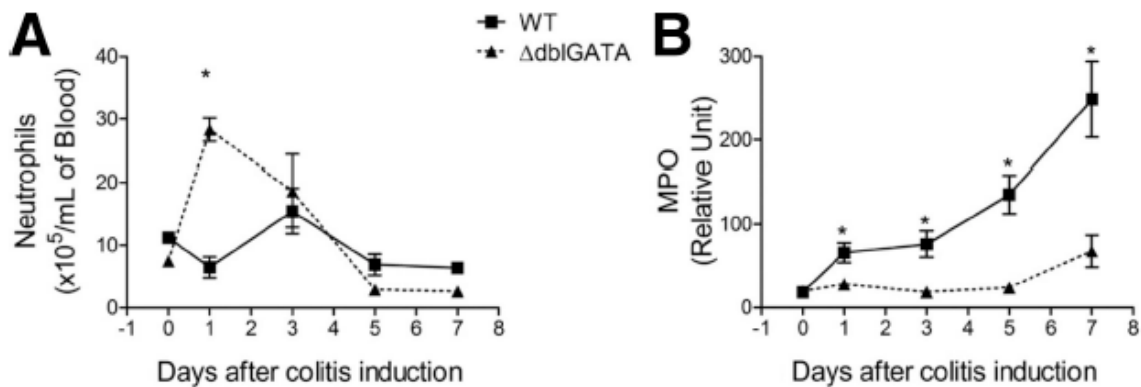 A
WT
ΔdblGATA
B
Neutrophils
(x10⁵/mL of Blood)
40
30
20
10
0
*
-1 0 1 2 3 4 5 6 7 8
Days after colitis induction
MPO
(Relative Unit)
300
200
100
0
* * * *
-1 0 1 2 3 4 5 6 7 8
Days after colitis induction